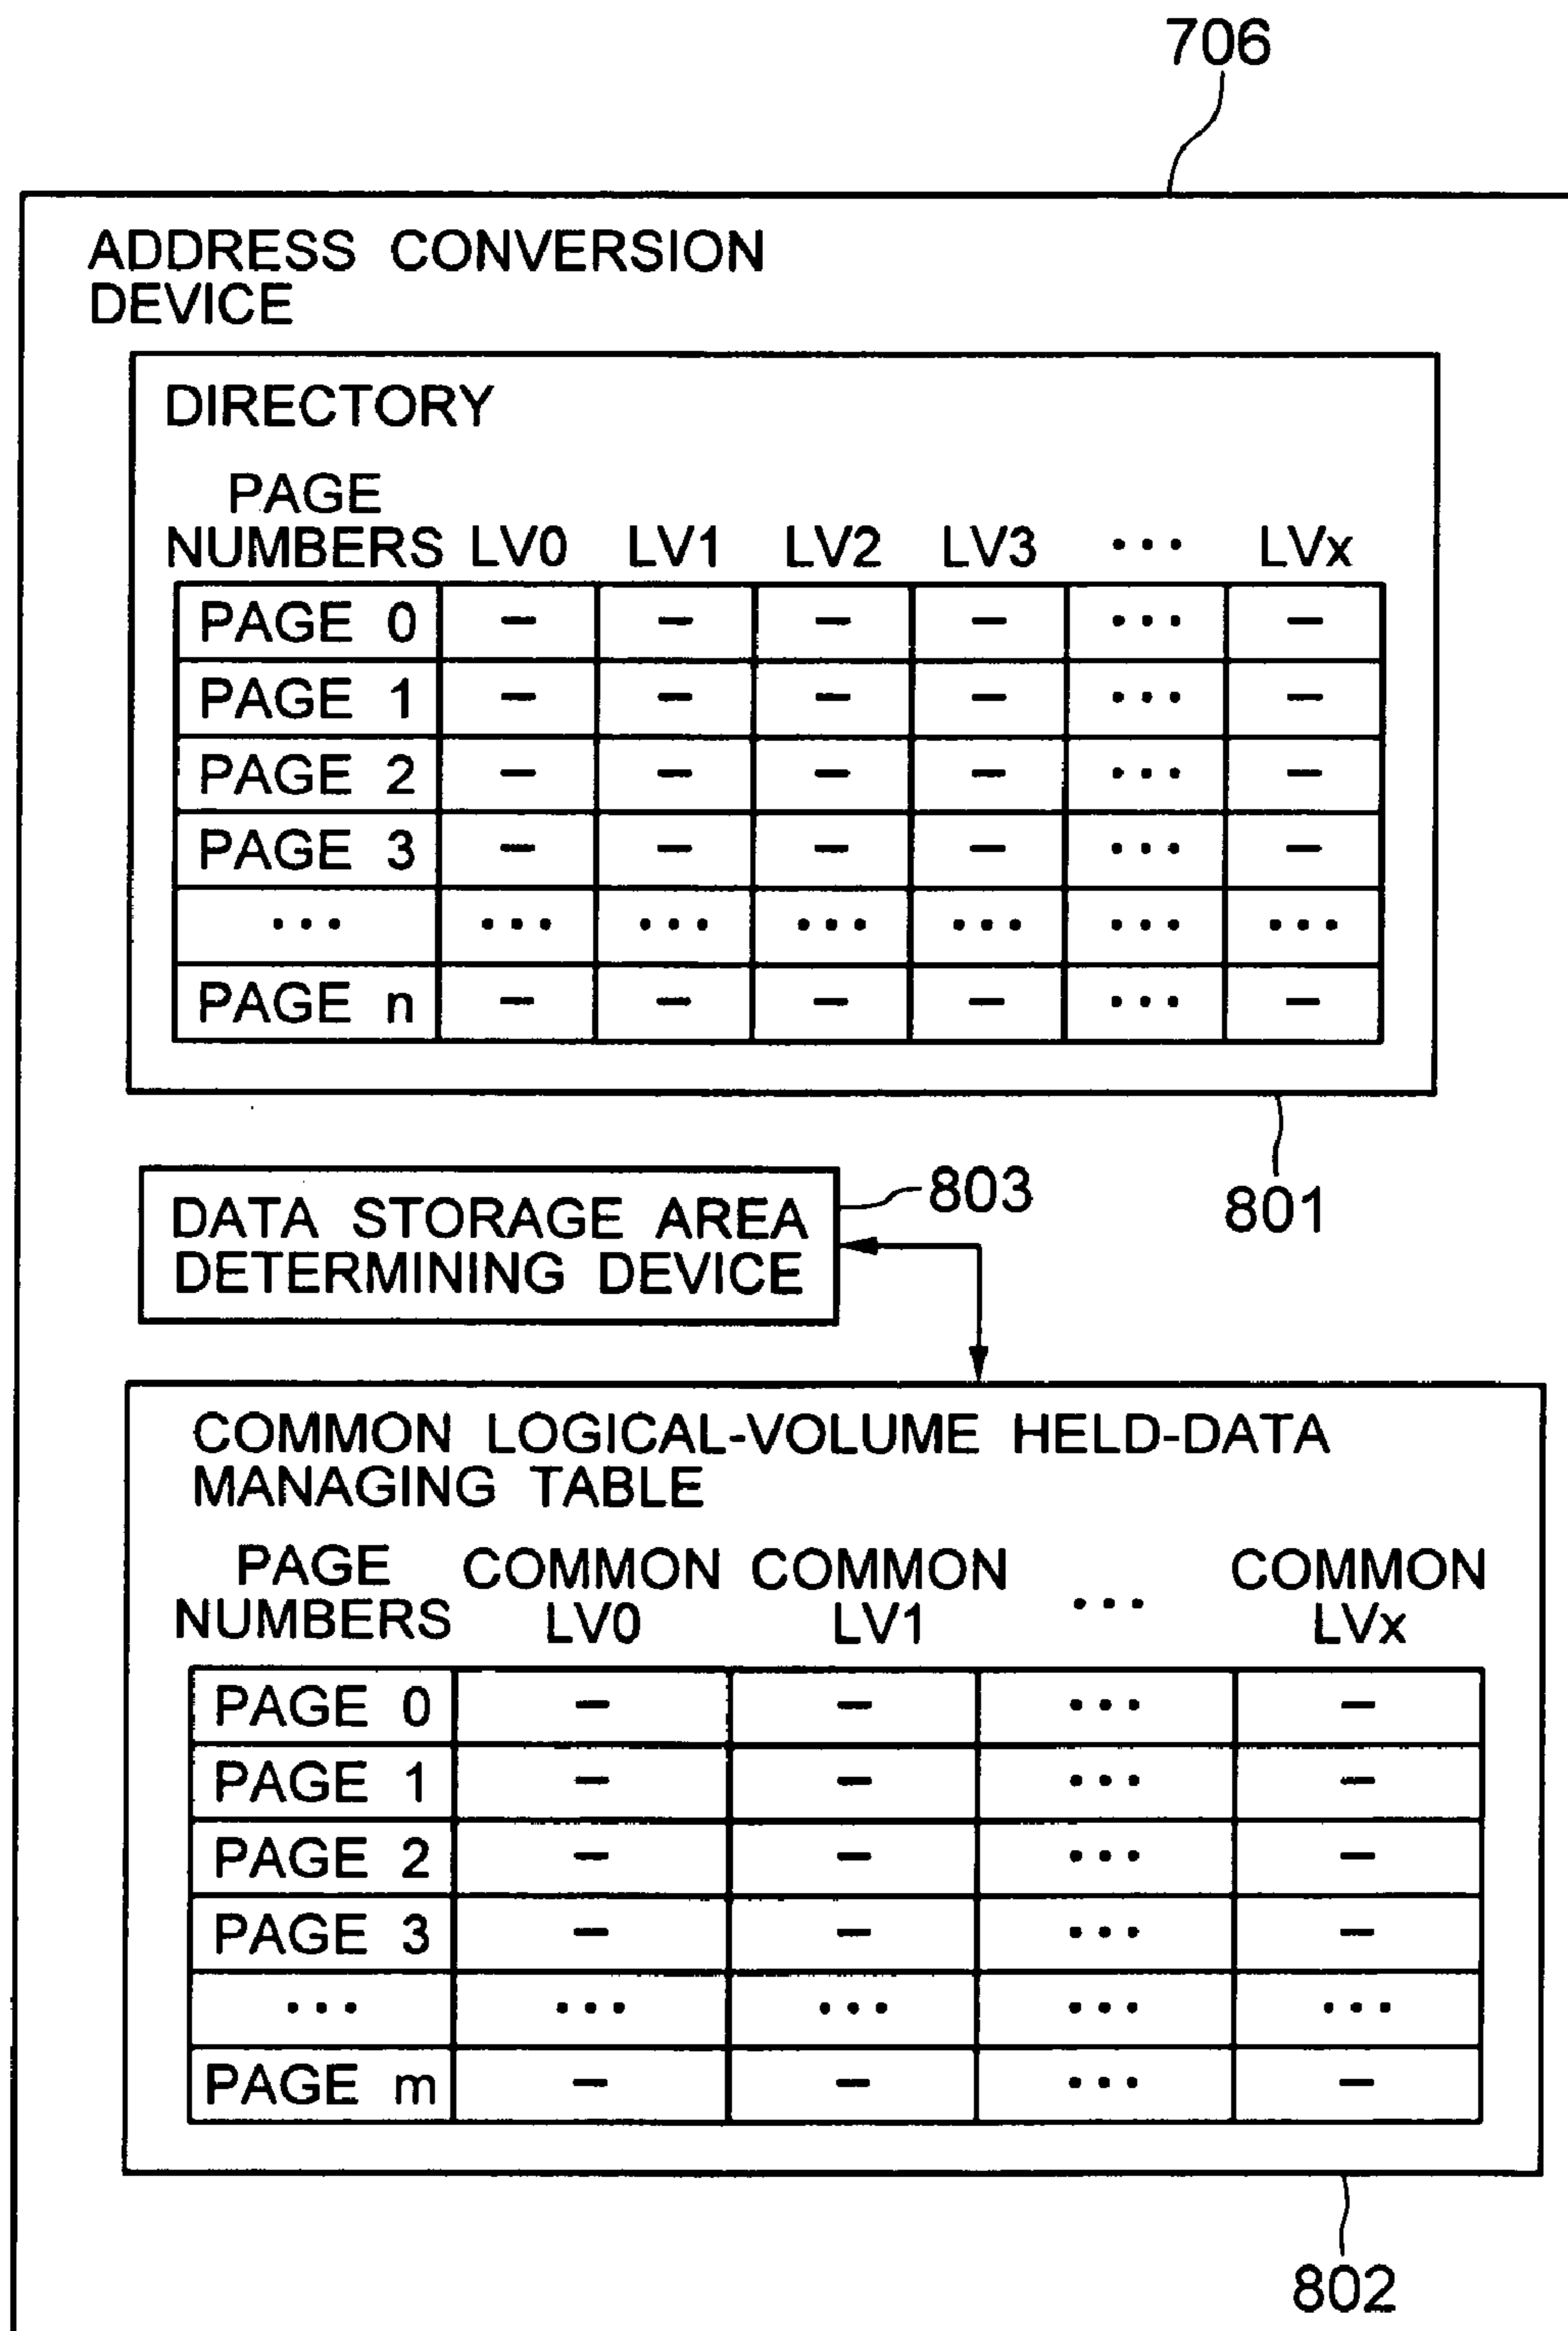 706
ADDRESS CONVERSION
DEVICE
DIRECTORY
PAGE
NUMBERS LV0 LV1 LV2 LV3 ... LVx
PAGE 0 – – – – ... –
PAGE 1 – – – – ... –
PAGE 2 – – – – ... –
PAGE 3 – – – – ... –
... ... ... ... ... ... ...
PAGE n – – – – ... –
801
803
DATA STORAGE AREA
DETERMINING DEVICE
COMMON LOGICAL-VOLUME HELD-DATA
MANAGING TABLE
PAGE COMMON COMMON ... COMMON
NUMBERS LV0 LV1 LVx
PAGE 0 – – ... –
PAGE 1 – – ... –
PAGE 2 – – ... –
PAGE 3 – – ... –
... ... ... ... ...
PAGE m – – ... –
802